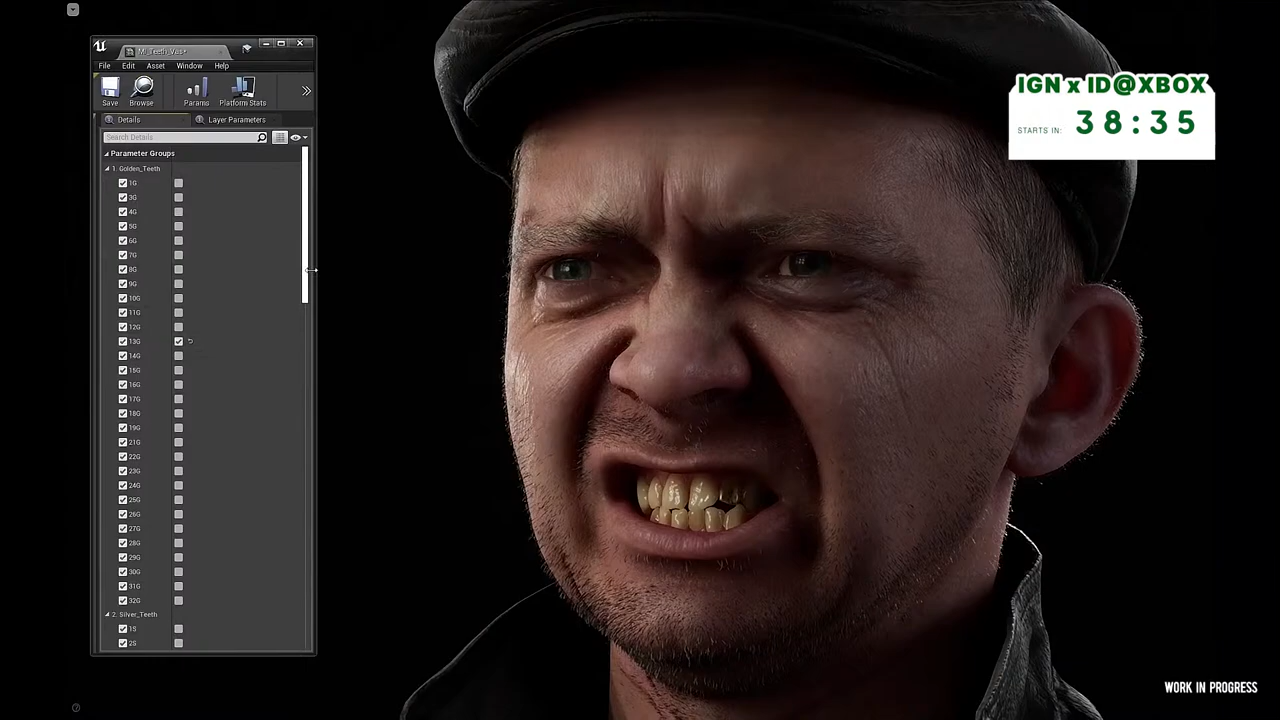 MI_Teeth_Vas*
File Edit Asset Window Help
Save Browse Params Platform Stats
Details Layer Parameters
Search Details
Parameter Groups
1. Golden_Teeth
1G
3G
4G
5G
6G
7G
8G
9G
10G
11G
12G
13G
14G
15G
16G
17G
18G
19G
21G
22G
23G
24G
25G
26G
27G
28G
29G
30G
31G
32G
2. Silver_Teeth
1S
2S
IGN x ID@XBOX
STARTS IN: 38:35
WORK IN PROGRESS